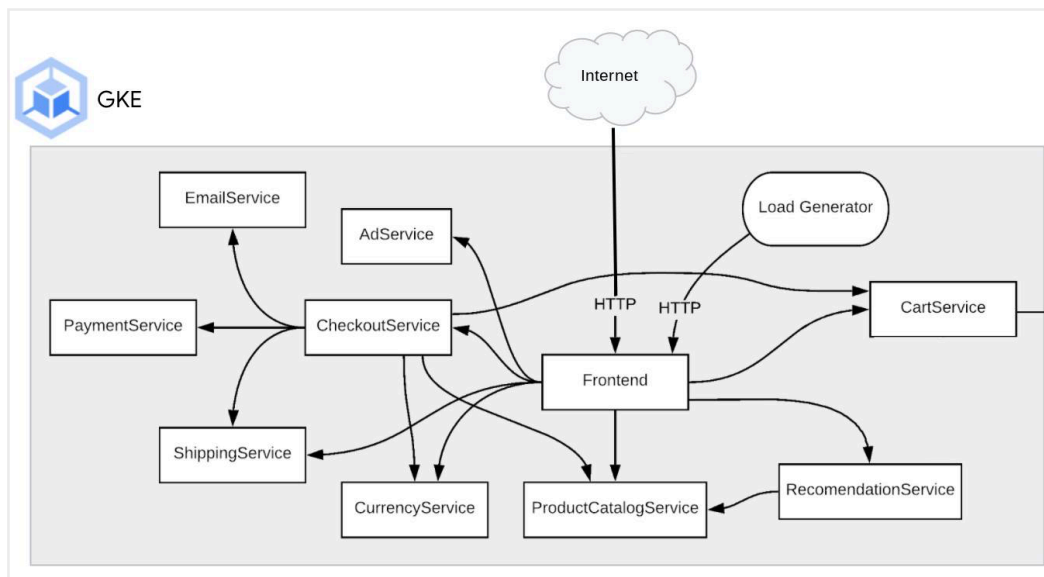 Internet
GKE
EmailService
Load Generator
AdService
HTTP
HTTP
CartService
PaymentService
CheckoutService
Frontend
ShippingService
RecomendationService
CurrencyService
ProductCatalogService